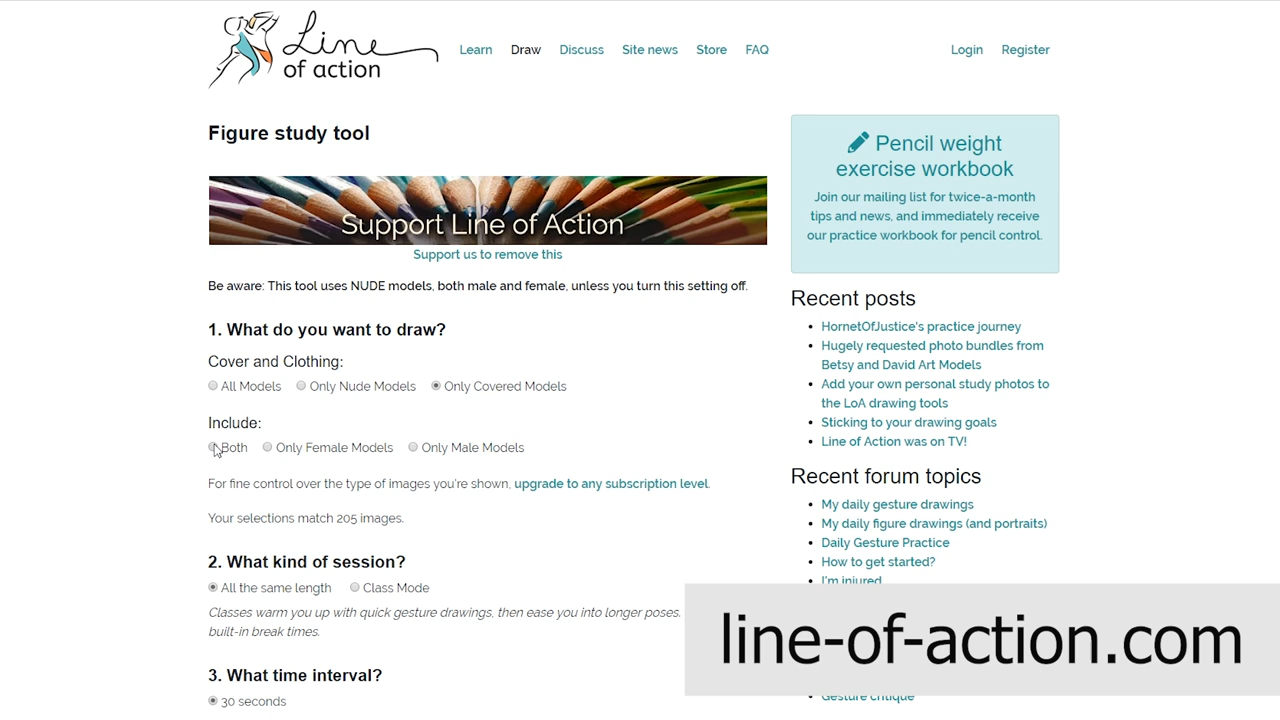 Line
of action
Learn Draw Discuss Site news Store FAQ Login Register
Figure study tool
Support Line of Action
Support us to remove this
Be aware: This tool uses NUDE models, both male and female, unless you turn this setting off.
1. What do you want to draw?
Cover and Clothing:
All Models Only Nude Models Only Covered Models
Include:
Both Only Female Models Only Male Models
For fine control over the type of images you're shown, upgrade to any subscription level.
Your selections match 205 images.
2. What kind of session?
All the same length Class Mode
Classes warm you up with quick gesture drawings, then ease you into longer poses.
built-in break times.
3. What time interval?
30 seconds
Pencil weight
exercise workbook
Join our mailing list for twice-a-month
tips and news, and immediately receive
our practice workbook for pencil control.
Recent posts
HornetOfJustice's practice journey
Hugely requested photo bundles from
Betsy and David Art Models
Add your own personal study photos to
the LoA drawing tools
Sticking to your drawing goals
Line of Action was on TV!
Recent forum topics
My daily gesture drawings
My daily figure drawings (and portraits)
Daily Gesture Practice
How to get started?
I'm injured
line-of-action.com
Gesture critique